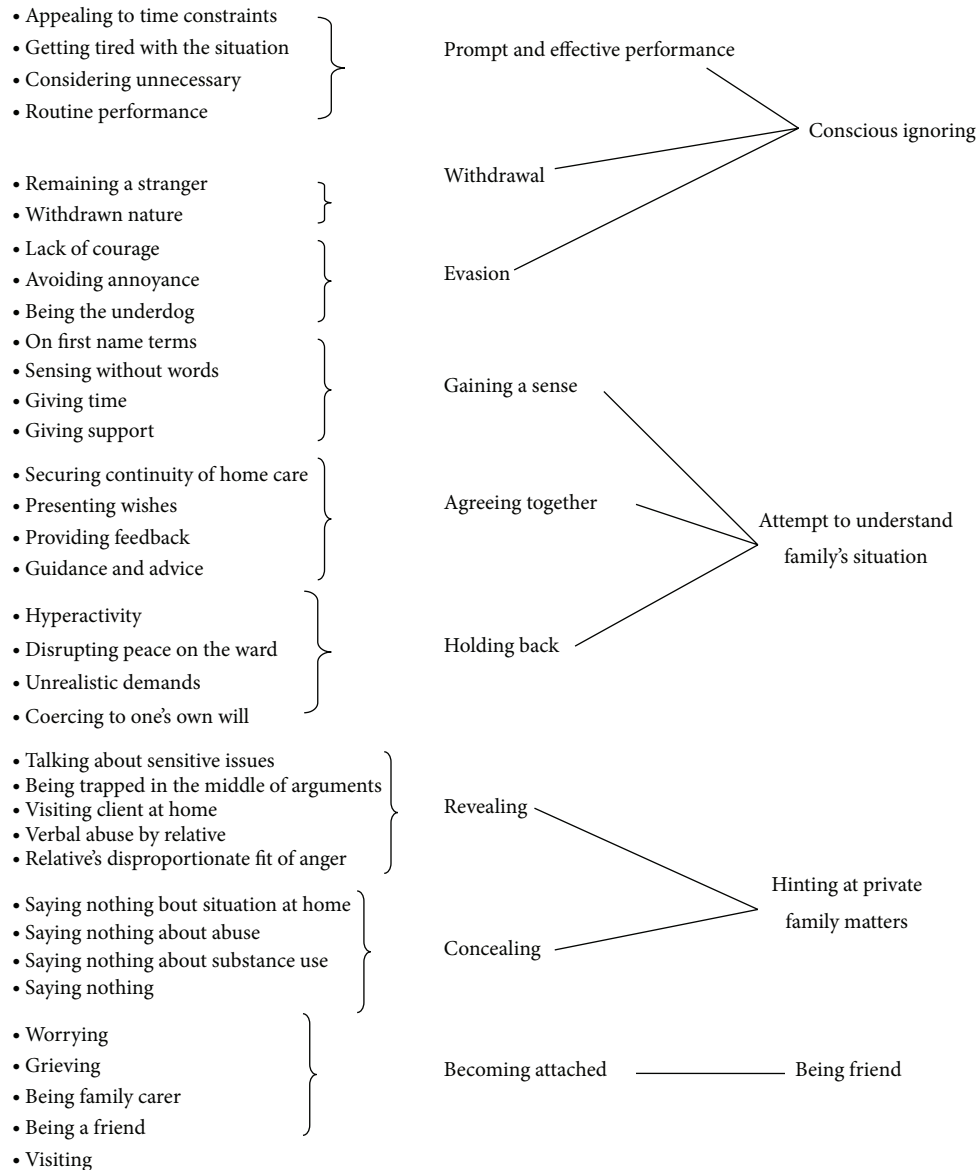 • Appealing to time constraints
• Getting tired with the situation
• Considering unnecessary
• Routine performance
Prompt and effective performance
Conscious ignoring
• Remaining a stranger
• Withdrawn nature
Withdrawal
• Lack of courage
• Avoiding annoyance
• Being the underdog
Evasion
• On first name terms
• Sensing without words
• Giving time
• Giving support
Gaining a sense
• Securing continuity of home care
• Presenting wishes
• Providing feedback
• Guidance and advice
Agreeing together
Attempt to understand
family's situation
• Hyperactivity
• Disrupting peace on the ward
• Unrealistic demands
• Coercing to one's own will
Holding back
• Talking about sensitive issues
• Being trapped in the middle of arguments
• Visiting client at home
• Verbal abuse by relative
• Relative's disproportionate fit of anger
Revealing
Hinting at private
family matters
• Saying nothing bout situation at home
• Saying nothing about abuse
• Saying nothing about substance use
• Saying nothing
Concealing
• Worrying
• Grieving
• Being family carer
• Being a friend
• Visiting
Becoming attached
Being friend